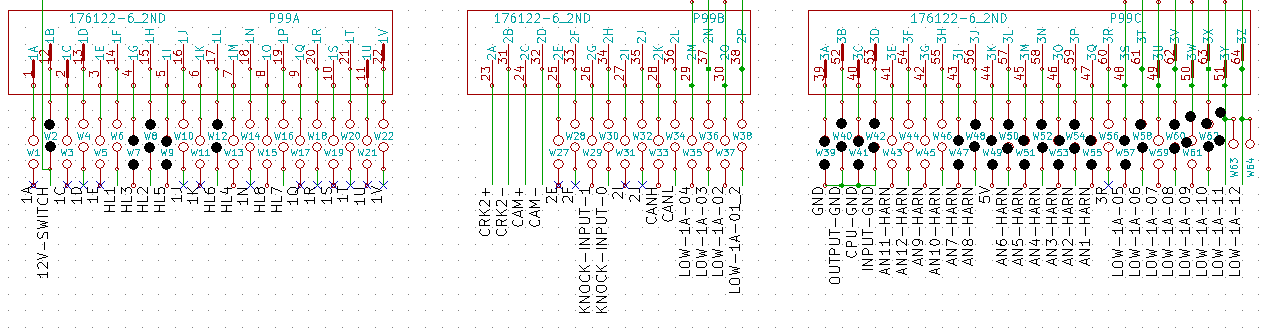 176122-6_2ND P99A
1A 1B 1C 1D 1E 1F 1G 1H 1I 1J 1K 1L 1M 1N 1O 1P 1Q 1R 1S 1T 1U 1V
1 12 2 13 3 14 4 15 5 16 6 17 7 18 8 19 9 20 10 21 11 22
W2 W4 W6 W8 W10 W12 W14 W16 W18 W20 W22
W1 W3 W5 W7 W9 W11 W13 W15 W17 W19 W21
1A
12V-SWITCH
1C
1D
1E
HL1
HL3
HL2
HL5
1J
1K
HL6
HL4
1N
HL8
HL7
1Q
1R
1S
1T
1U
1V
176122-6_2ND P99B
2A 2B 2C 2D 2E 2F 2G 2H 2I 2J 2K 2L 2M 2N 2O 2P
23 31 24 32 25 33 26 34 27 35 28 36 29 37 30 38
W28 W30 W32 W34 W36 W38
W27 W29 W31 W33 W35 W37
CRK2+
CRK2-
CAM+
CAM-
2E
2F
KNOCK-INPUT-1
KNOCK-INPUT-0
2I
2J
CANH
CANL
LOW-1A-04
LOW-1A-03
LOW-1A-02
LOW-1A-01_2
176122-6_2ND P99C
3A 3B 3C 3D 3E 3F 3G 3H 3I 3J 3K 3L 3M 3N 3O 3P 3Q 3R 3S 3T 3U 3V 3W 3X 3Y 3Z
39 52 40 53 41 54 42 55 43 56 44 57 45 58 46 59 47 60 48 61 49 62 50 63 51 64
W40 W42 W44 W46 W48 W50 W52 W54 W56 W58 W60 W62
W39 W41 W43 W45 W47 W49 W51 W53 W55 W57 W59 W61 W63 W64
GND
OUTPUT-GND
CPU-GND
INPUT-GND
AN11-HARN
AN12-HARN
AN9-HARN
AN10-HARN
AN7-HARN
AN8-HARN
5V
AN6-HARN
AN5-HARN
AN4-HARN
AN3-HARN
AN2-HARN
AN1-HARN
3R
LOW-1A-05
LOW-1A-06
LOW-1A-07
LOW-1A-08
LOW-1A-09
LOW-1A-10
LOW-1A-11
LOW-1A-12